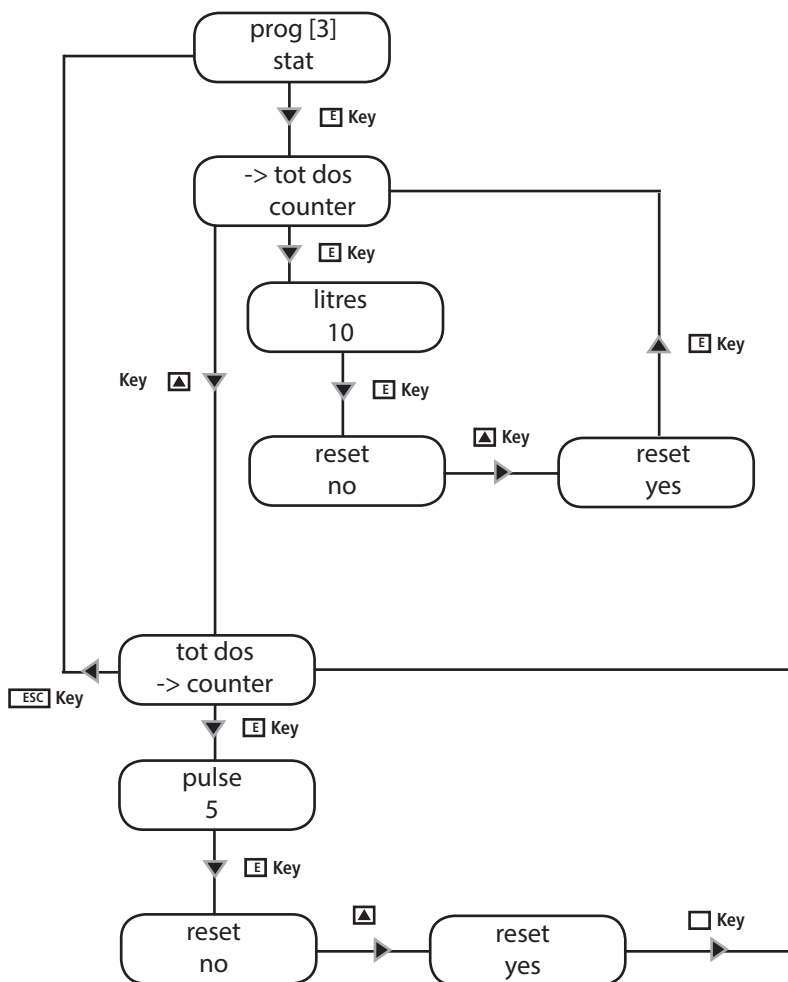 prog [3]
stat
E Key
-> tot dos
counter
E Key
litres
10
Key
E Key
E Key
reset
no
Key
reset
yes
tot dos
-> counter
ESC Key
E Key
pulse
5
E Key
reset
no
reset
yes
Key